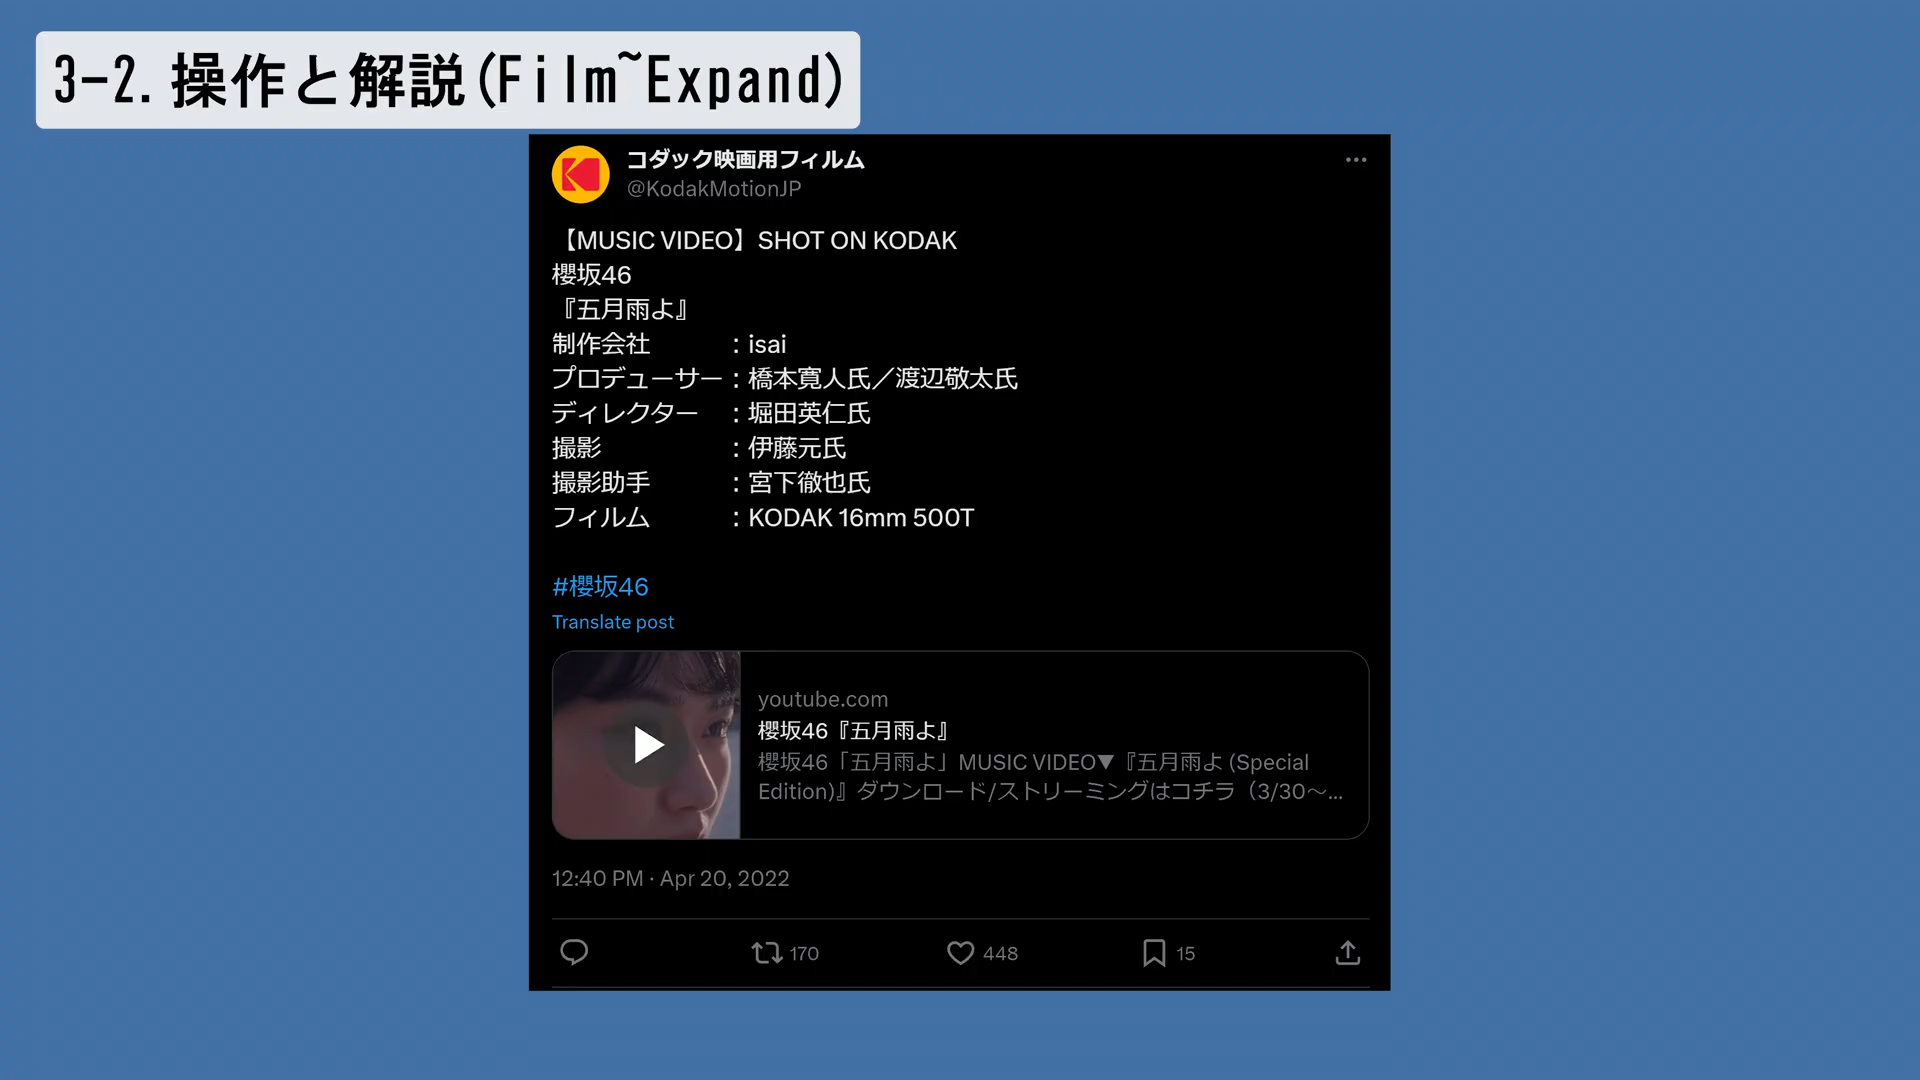 3-2.操作と解説(Film~Expand)
コダック映画用フィルム
@KodakMotionJP
【MUSIC VIDEO】SHOT ON KODAK
櫻坂46
『五月雨よ』
制作会社　　　：isai
プロデューサー：橋本寛人氏／渡辺敬太氏
ディレクター　：堀田英仁氏
撮影　　　　　：伊藤元氏
撮影助手　　　：宮下徹也氏
フィルム　　　：KODAK 16mm 500T
#櫻坂46
Translate post
youtube.com
櫻坂46『五月雨よ』
櫻坂46「五月雨よ」MUSIC VIDEO▼『五月雨よ (Special
Edition)』ダウンロード/ストリーミングはコチラ（3/30〜...
12:40 PM · Apr 20, 2022
170 448 15